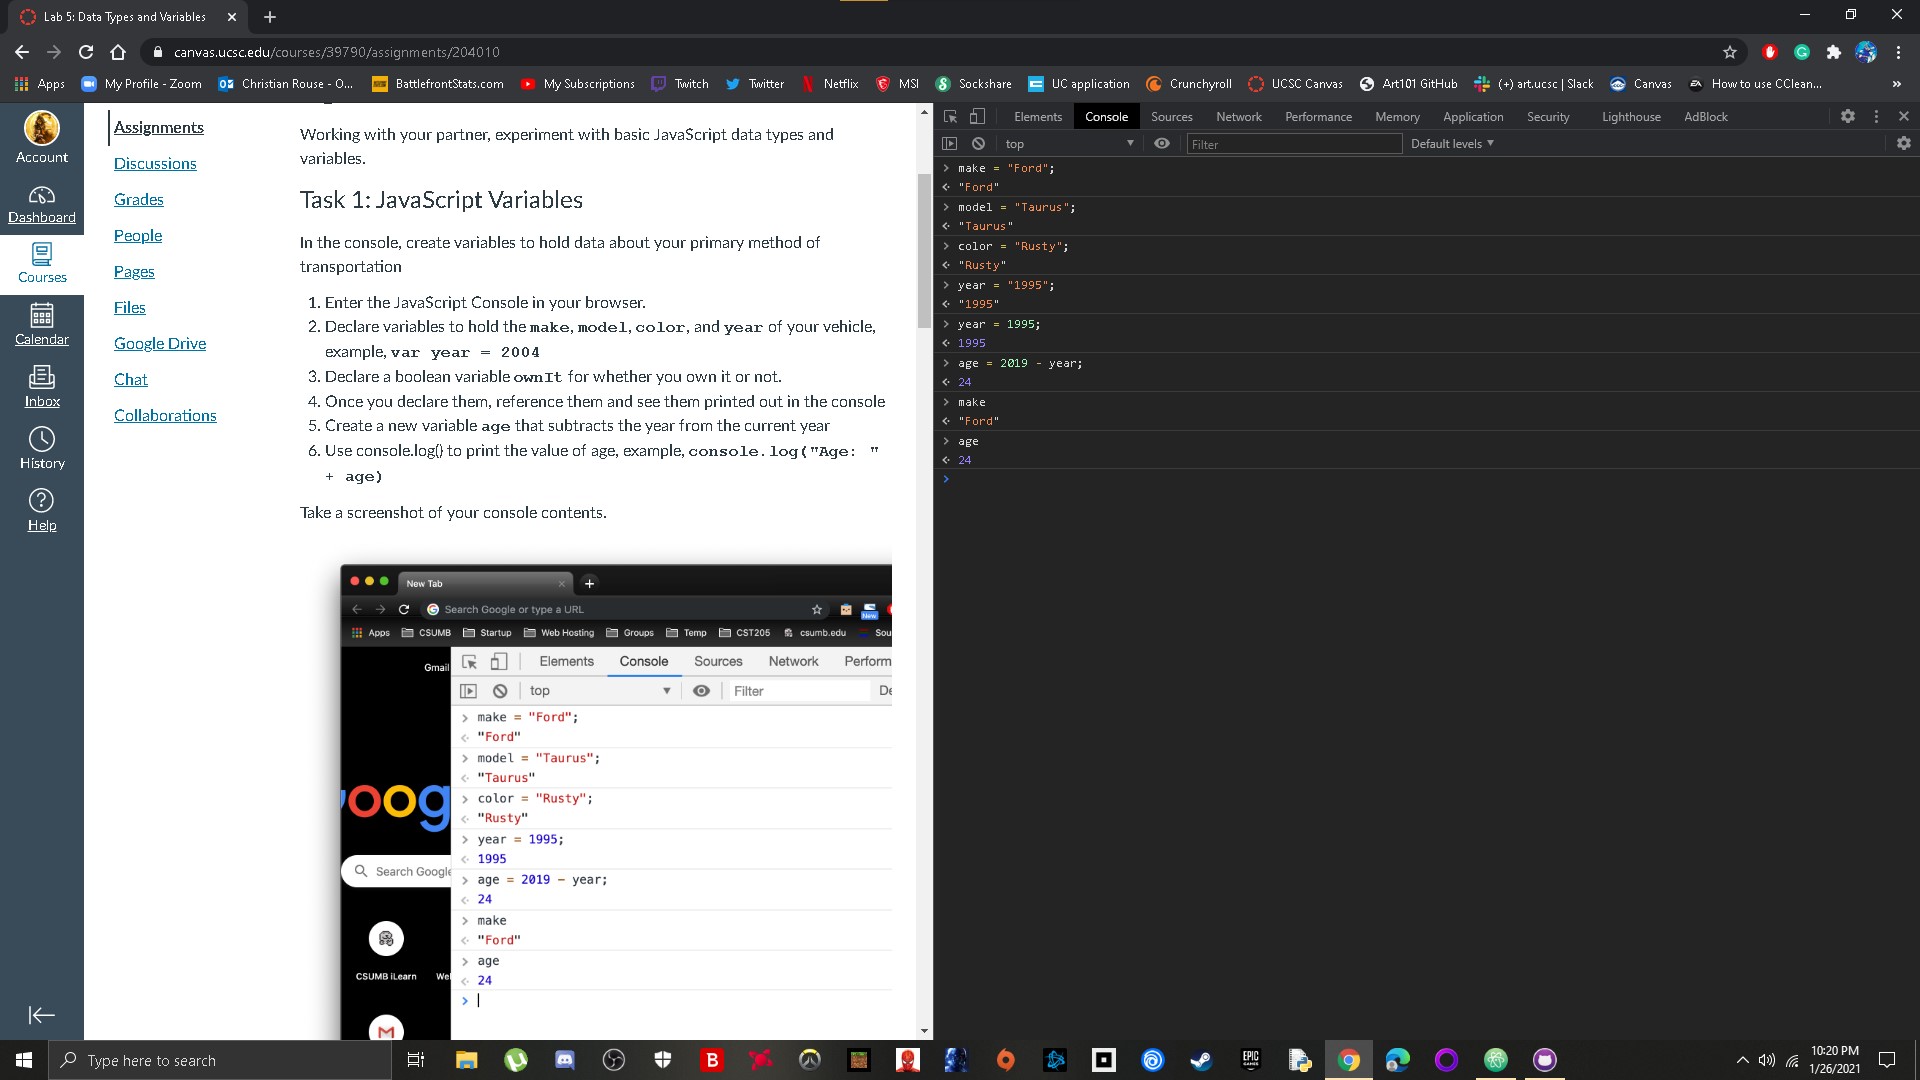 Lab 5: Data Types and Variables
canvas.ucsc.edu/courses/39790/assignments/204010
Apps My Profile - Zoom Christian Rouse - O... BattlefrontStats.com My Subscriptions Twitch Twitter Netflix MSI Sockshare UC application Crunchyroll UCSC Canvas Art101 GitHub (+) art.ucsc | Slack Canvas How to use CClean... »
Account
Dashboard
Courses
Calendar
Inbox
History
Help
Assignments
Discussions
Grades
People
Pages
Files
Google Drive
Chat
Collaborations
Working with your partner, experiment with basic JavaScript data types and
variables.
Task 1: JavaScript Variables
In the console, create variables to hold data about your primary method of
transportation
1. Enter the JavaScript Console in your browser.
2. Declare variables to hold the make, model, color, and year of your vehicle,
example, var year = 2004
3. Declare a boolean variable ownIt for whether you own it or not.
4. Once you declare them, reference them and see them printed out in the console
5. Create a new variable age that subtracts the year from the current year
6. Use console.log() to print the value of age, example, console.log("Age: "
+ age)
Take a screenshot of your console contents.
New Tab
Search Google or type a URL
New
Apps CSUMB Startup Web Hosting Groups Temp CST205 csumb.edu Sou
Gmail
Elements Console Sources Network Perform
top Filter De
> make = "Ford";
"Ford"
> model = "Taurus";
"Taurus"
> color = "Rusty";
"Rusty"
> year = 1995;
1995
> age = 2019 - year;
24
> make
"Ford"
> age
24
>
oog
Search Google
CSUMB iLearn We
Elements Console Sources Network Performance Memory Application Security Lighthouse AdBlock
top Filter Default levels
> make = "Ford";
"Ford"
> model = "Taurus";
"Taurus"
> color = "Rusty";
"Rusty"
> year = "1995";
"1995"
> year = 1995;
1995
> age = 2019 - year;
24
> make
"Ford"
> age
24
>
Type here to search
B
EPIC GAMES
10:20 PM
1/26/2021